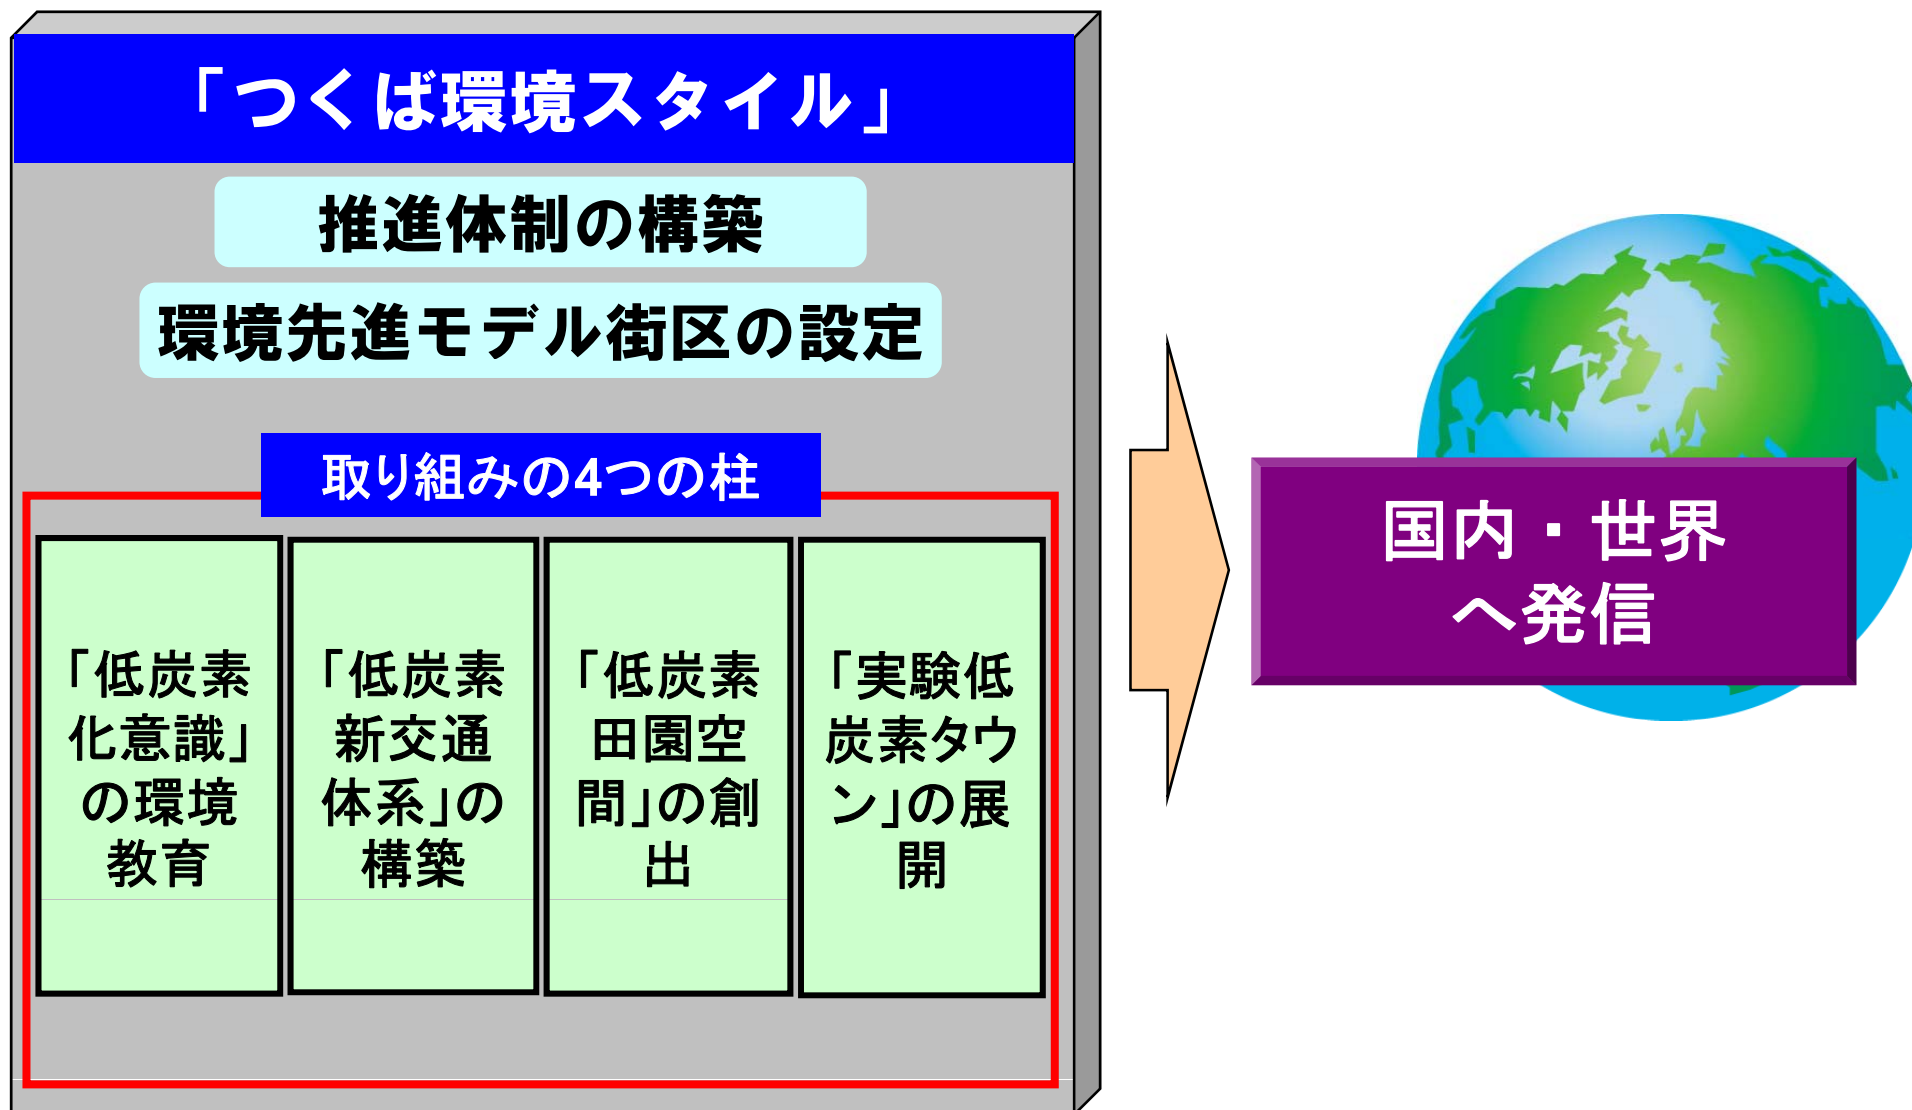 「つくば環境スタイル」
推進体制の構築
環境先進モデル街区の設定
取り組みの4つの柱
「低炭素
化意識」
の環境
教育
「低炭素
新交通
体系」の
構築
「低炭素
田園空
間」の創
出
「実験低
炭素タウ
ン」の展
開
国内・世界
へ発信